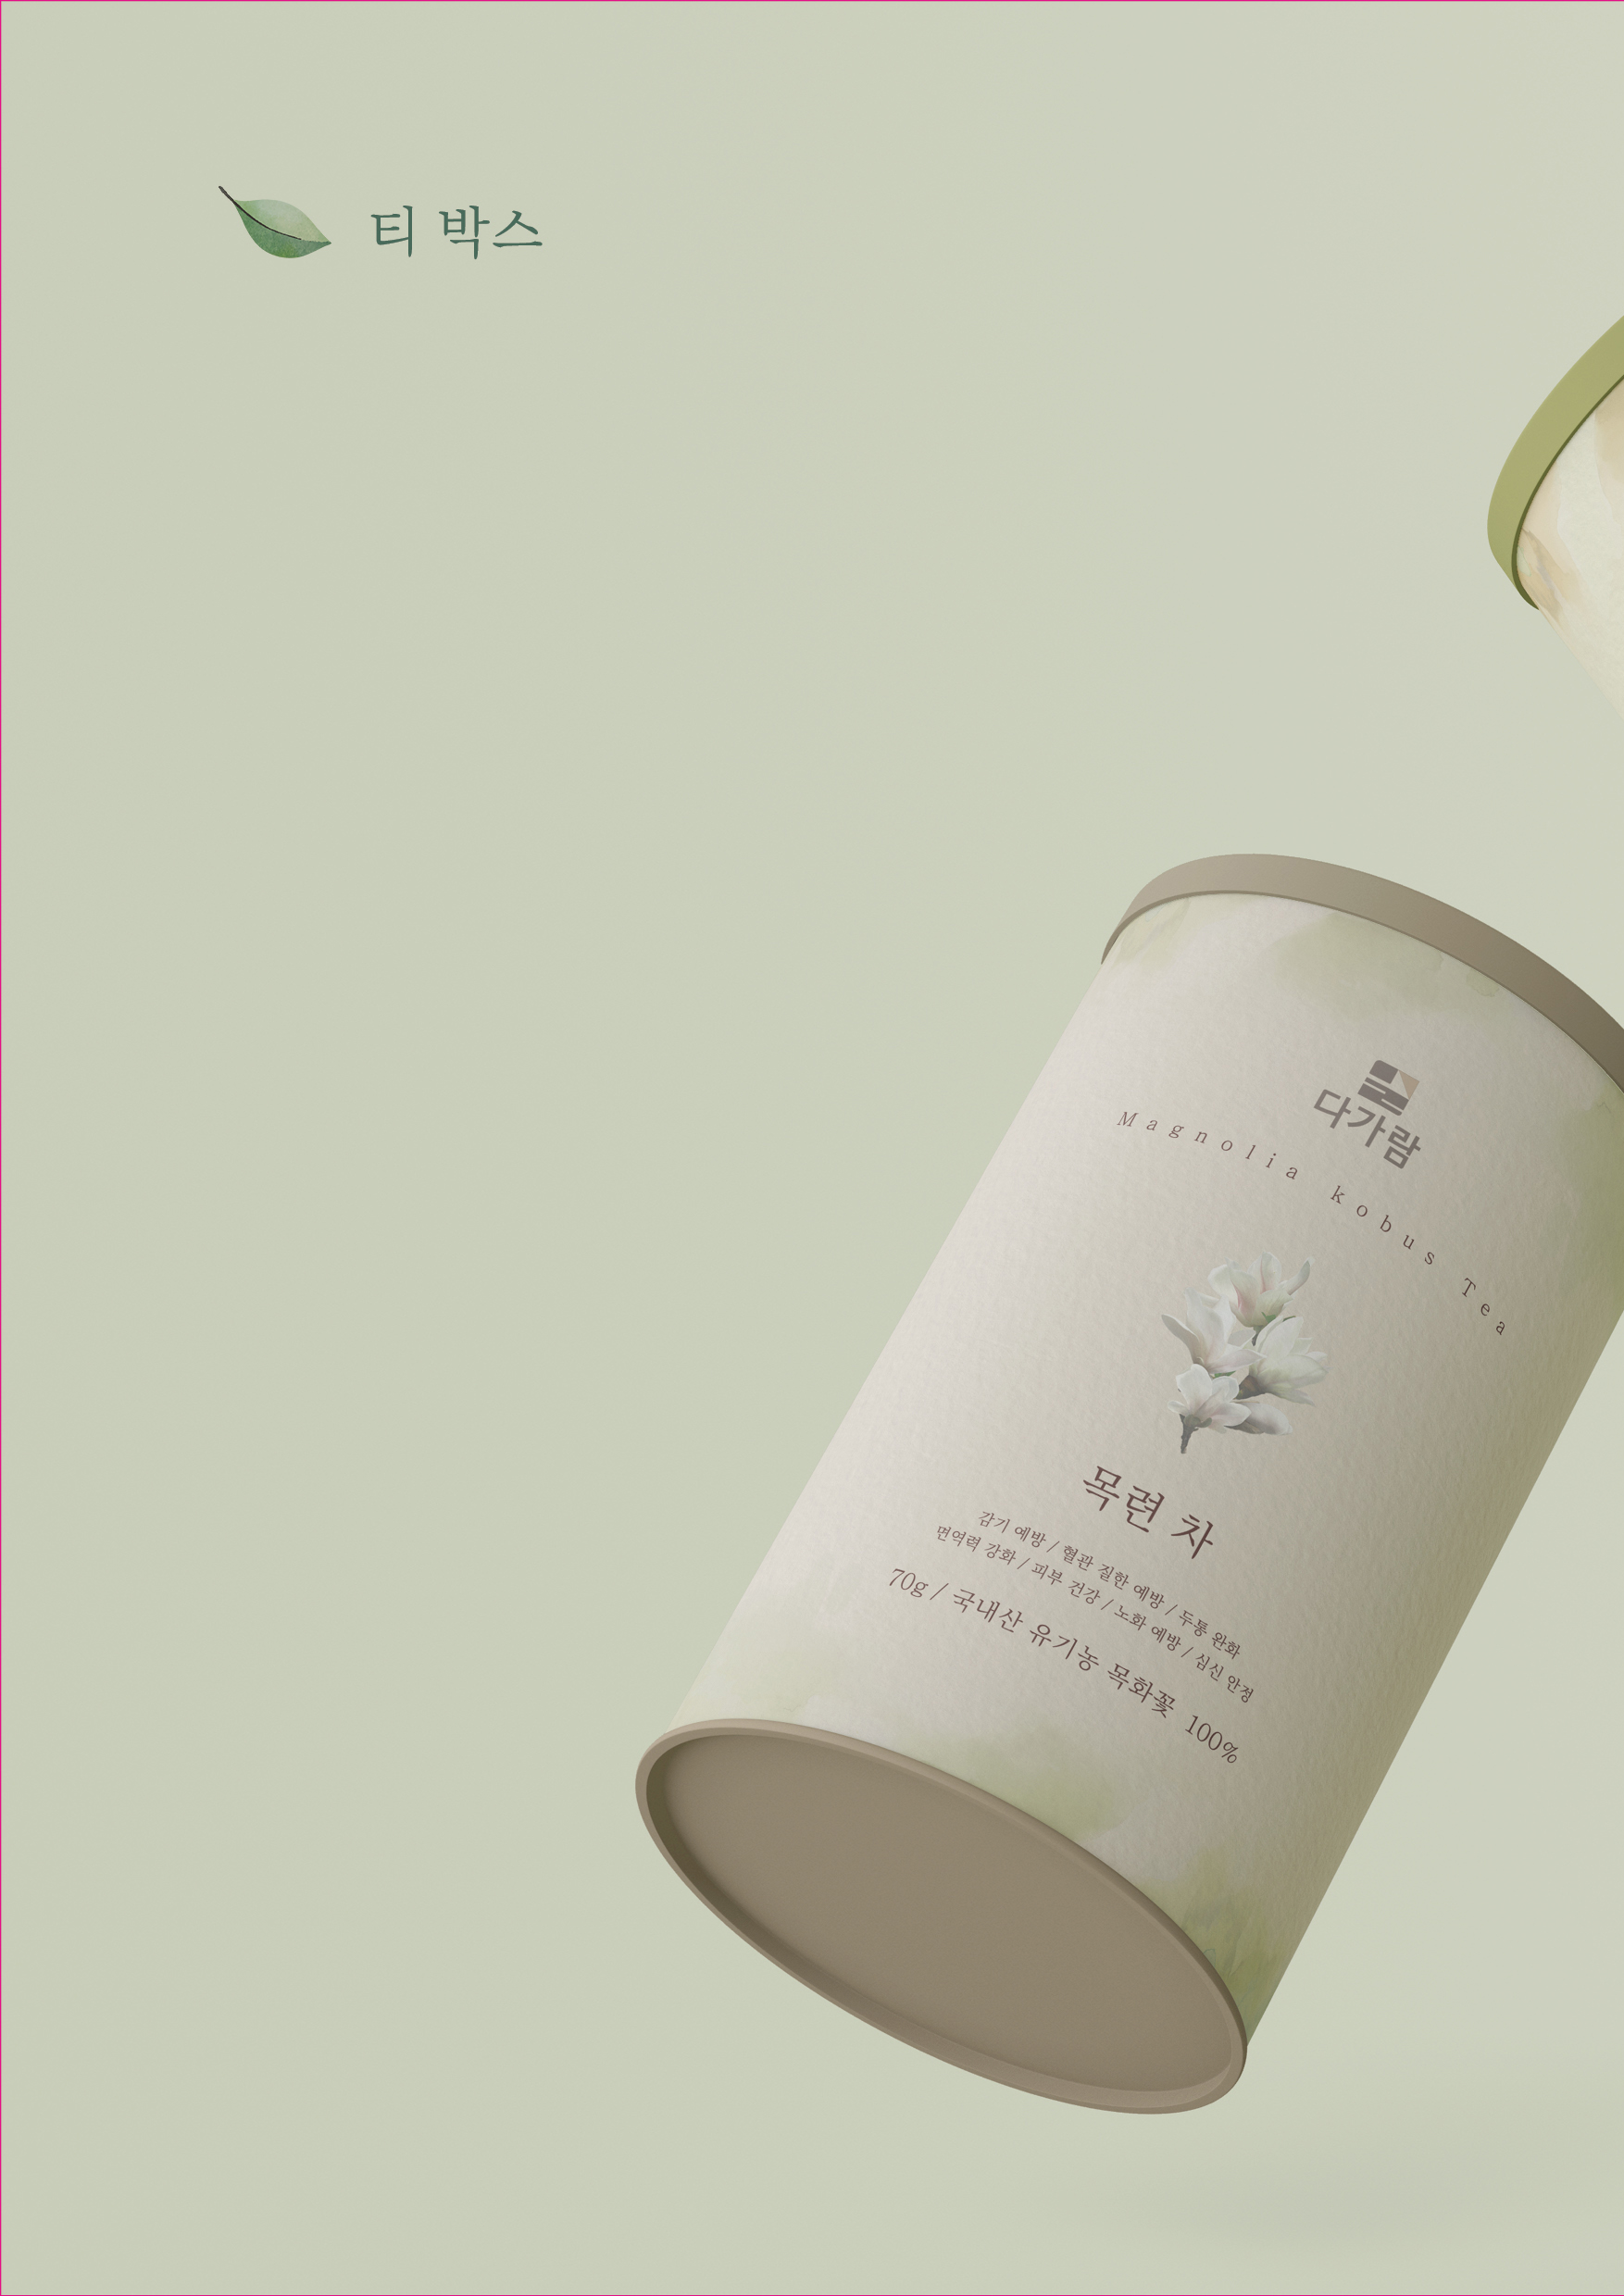 티 박스
다가람
Magnolia kobus Tea
목련 차
감기 예방 / 혈관 질한 예방 / 두통 완화
면역력 강화 / 피부 건강 / 노화 예방 / 심신 안정
70g / 국내산 유기농 목화꽃 100%